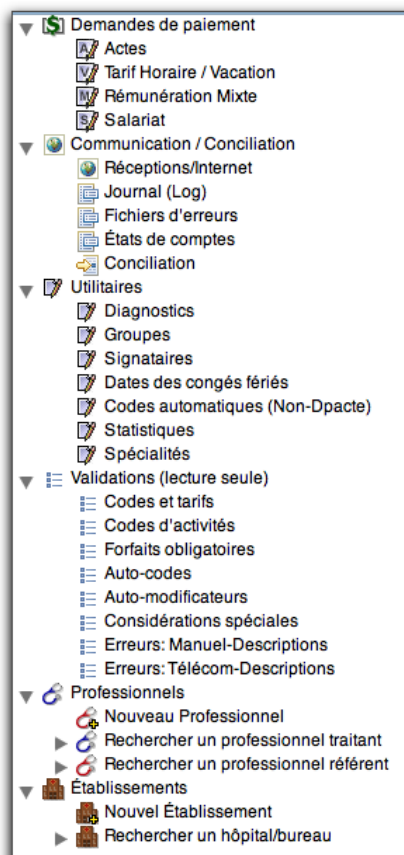 Demandes de paiement
Actes
Tarif Horaire / Vacation
Rémunération Mixte
Salariat
Communication / Conciliation
Réceptions/Internet
Journal (Log)
Fichiers d'erreurs
États de comptes
Conciliation
Utilitaires
Diagnostics
Groupes
Signataires
Dates des congés fériés
Codes automatiques (Non-Dpacte)
Statistiques
Spécialités
Validations (lecture seule)
Codes et tarifs
Codes d'activités
Forfaits obligatoires
Auto-codes
Auto-modificateurs
Considérations spéciales
Erreurs: Manuel-Descriptions
Erreurs: Télécom-Descriptions
Professionnels
Nouveau Professionnel
Rechercher un professionnel traitant
Rechercher un professionnel référent
Établissements
Nouvel Établissement
Rechercher un hôpital/bureau